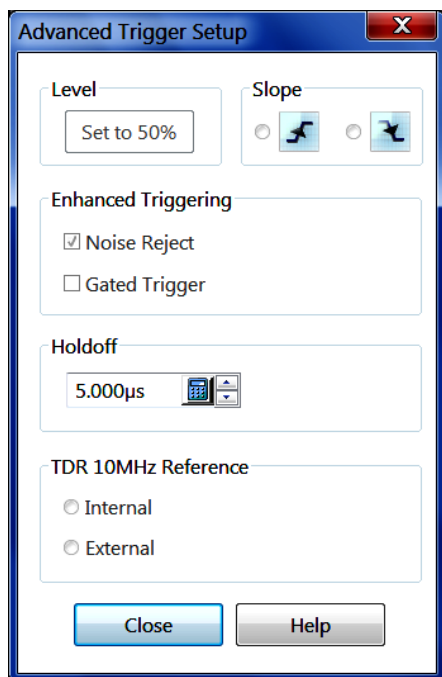 Advanced Trigger Setup
X
Level
Slope
Set to 50%
Enhanced Triggering
Noise Reject
Gated Trigger
Holdoff
5.000µs
TDR 10MHz Reference
Internal
External
Close
Help